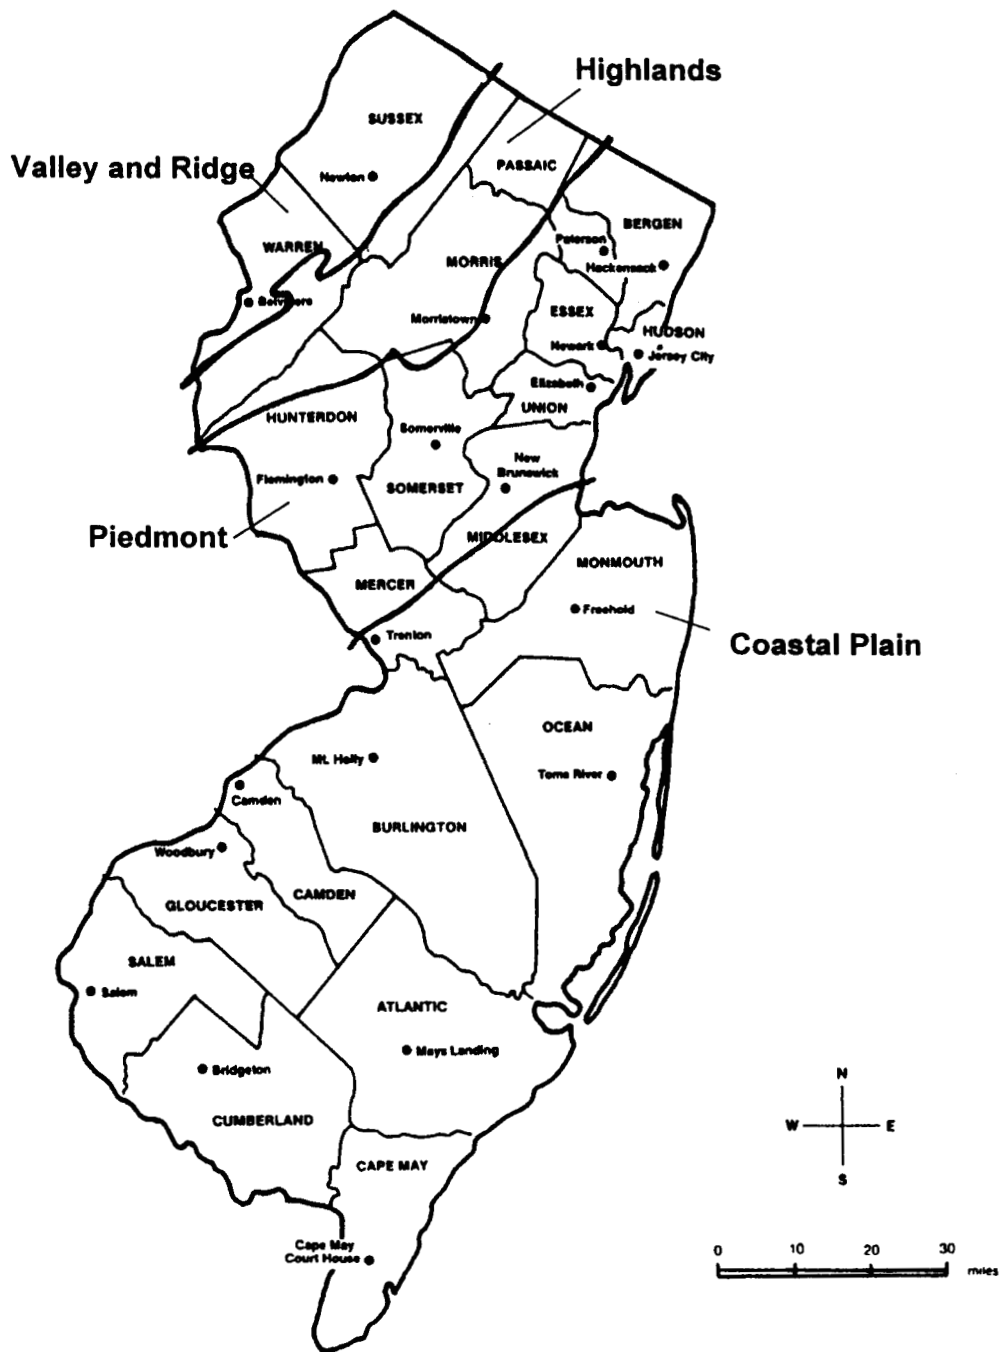 Highlands
SUSSEX
PASSAIC
Valley and Ridge
Newton
BERGEN
Paterson
WARREN
MORRIS
Hackensack
Belvidere
ESSEX
Morristown
HUDSON
Newark
Jersey City
Elizabeth
UNION
HUNTERDON
Somerville
New
Brunswick
Flemington
SOMERSET
Piedmont
MIDDLESEX
MONMOUTH
MERCER
Freehold
Trenton
Coastal Plain
OCEAN
Mt. Holly
Toms River
Camden
BURLINGTON
Woodbury
CAMDEN
GLOUCESTER
SALEM
Salem
ATLANTIC
Mays Landing
Bridgeton
N
CUMBERLAND
W E
CAPE MAY
S
Cape May
Court House
0 10 20 30
miles